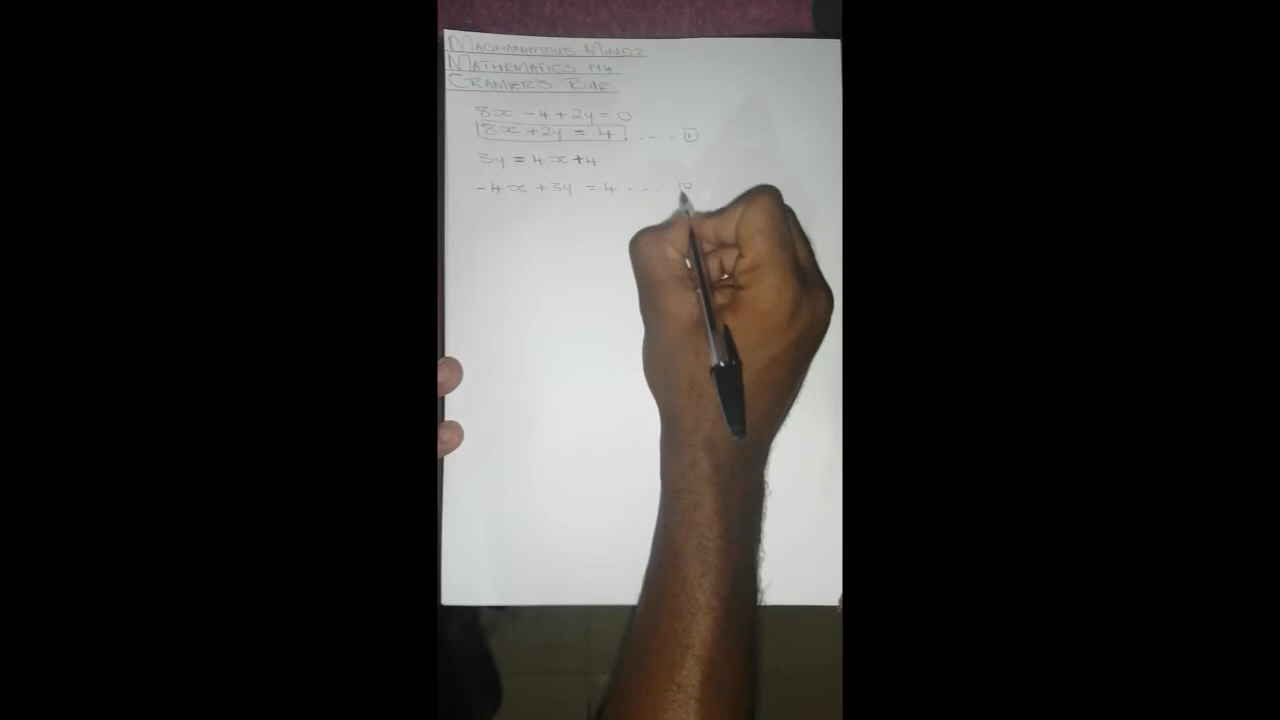 MAGNANIMOUS MINDZ
MATHEMATICS N4
CRAMER'S RULE
8x - 4 + 2y = 0
8x + 2y = 4 ..... ①
3y = 4x + 4
-4x + 3y = 4 ...